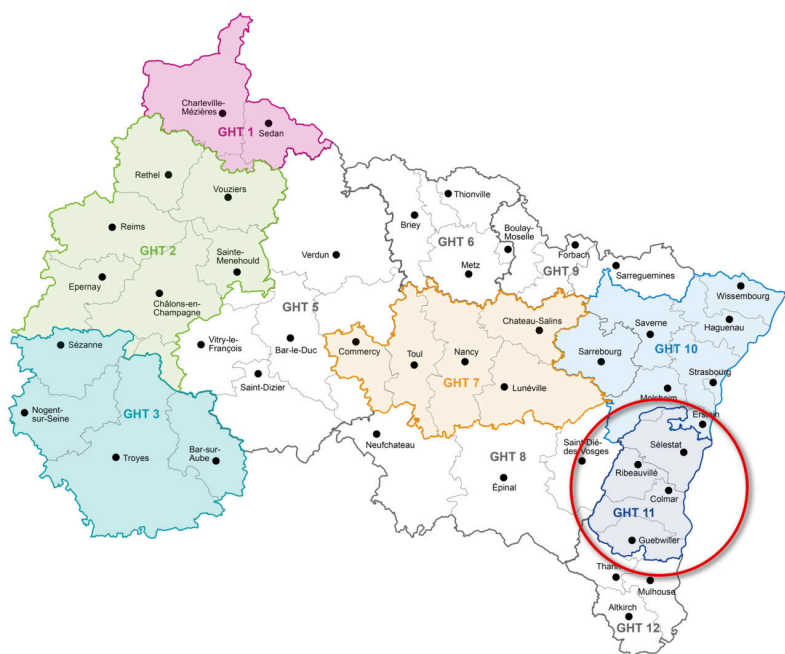 Charleville-
Mézières
GHT 1
Sedan
Rethel
Vouziers
Reims
GHT 2
Sainte-
Menehould
Epernay
Châlons-en-
Champagne
Verdun
GHT 5
Vitry-le-
François
Bar-le-Duc
Saint-Dizier
Sézanne
Nogent-
sur-Seine
GHT 3
Troyes
Bar-sur-
Aube
Thionville
Briey
GHT 6
Metz
Boulay-
Moselle
Forbach
GHT 9
Sarreguemines
Commercy
Toul
Nancy
GHT 7
Chateau-Salins
Lunéville
Wissembourg
Haguenau
Saverne
GHT 10
Sarrebourg
Strasbourg
Molsheim
Erstein
Neufchateau
GHT 8
Épinal
Saint-Dié-
des-Vosges
Sélestat
Ribeauvillé
Colmar
GHT 11
Guebwiller
Thann
Mulhouse
Altkirch
GHT 12